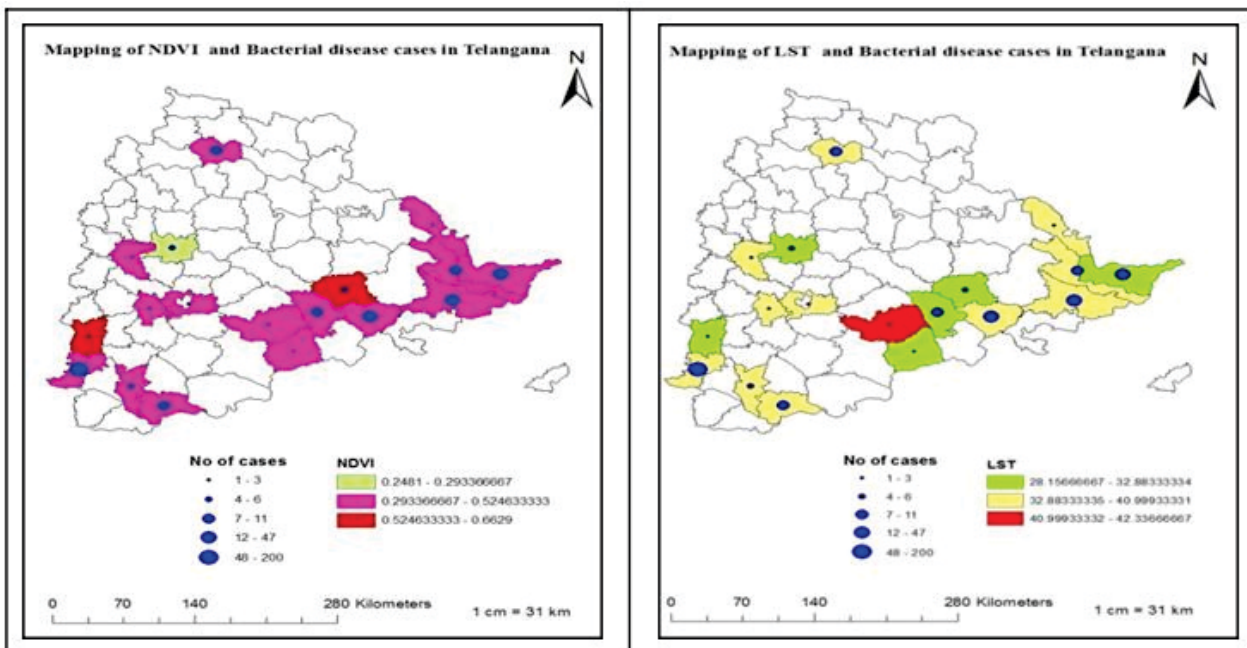 Mapping of NDVI and Bacterial disease cases in Telangana
N
No of cases
1 - 3
4 - 6
7 - 11
12 - 47
48 - 200
NDVI
0.2481 - 0.293366667
0.293366667 - 0.524633333
0.524633333 - 0.6629
0 70 140 280 Kilometers
1 cm = 31 km
Mapping of LST and Bacterial disease cases in Telangana
N
No of cases
1 - 3
4 - 6
7 - 11
12 - 47
48 - 200
LST
28.15666667 - 32.88333334
32.88333335 - 40.99933331
40.99933332 - 42.33666667
0 70 140 280 Kilometers
1 cm = 31 km